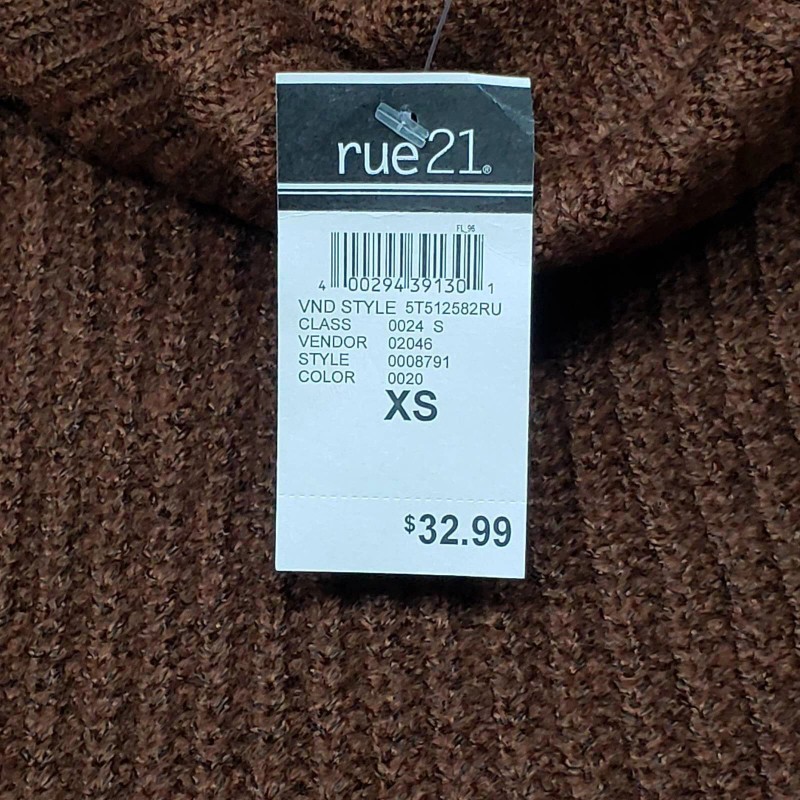 rue21®
FL_96
4 00294 39130 1
VND STYLE 5T512582RU
CLASS 0024 S
VENDOR 02046
STYLE 0008791
COLOR 0020
XS
$32.99